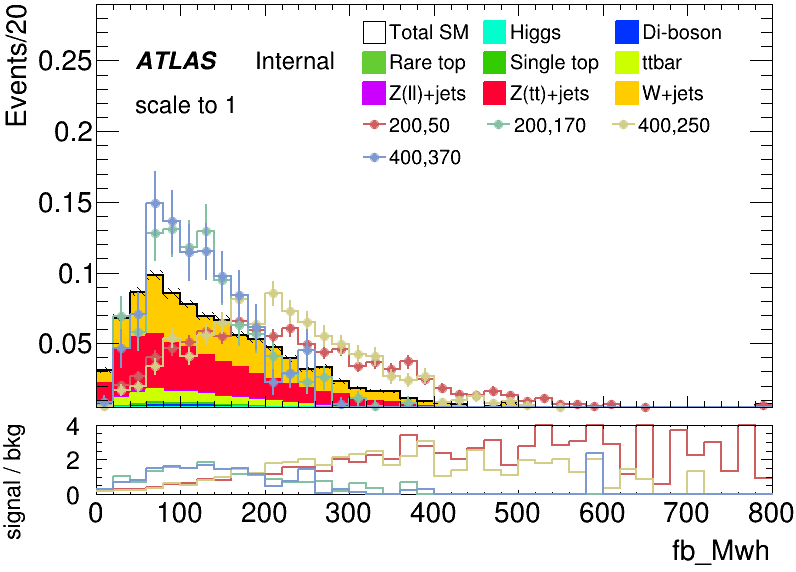 Events/20
0.25
0.2
0.15
0.1
0.05
ATLAS Internal
scale to 1
Total SM Higgs Di-boson
Rare top Single top ttbar
Z(ll)+jets Z(tt)+jets W+jets
200,50 200,170 400,250
400,370
signal / bkg
4
2
0
0 100 200 300 400 500 600 700 800
fb_Mwh